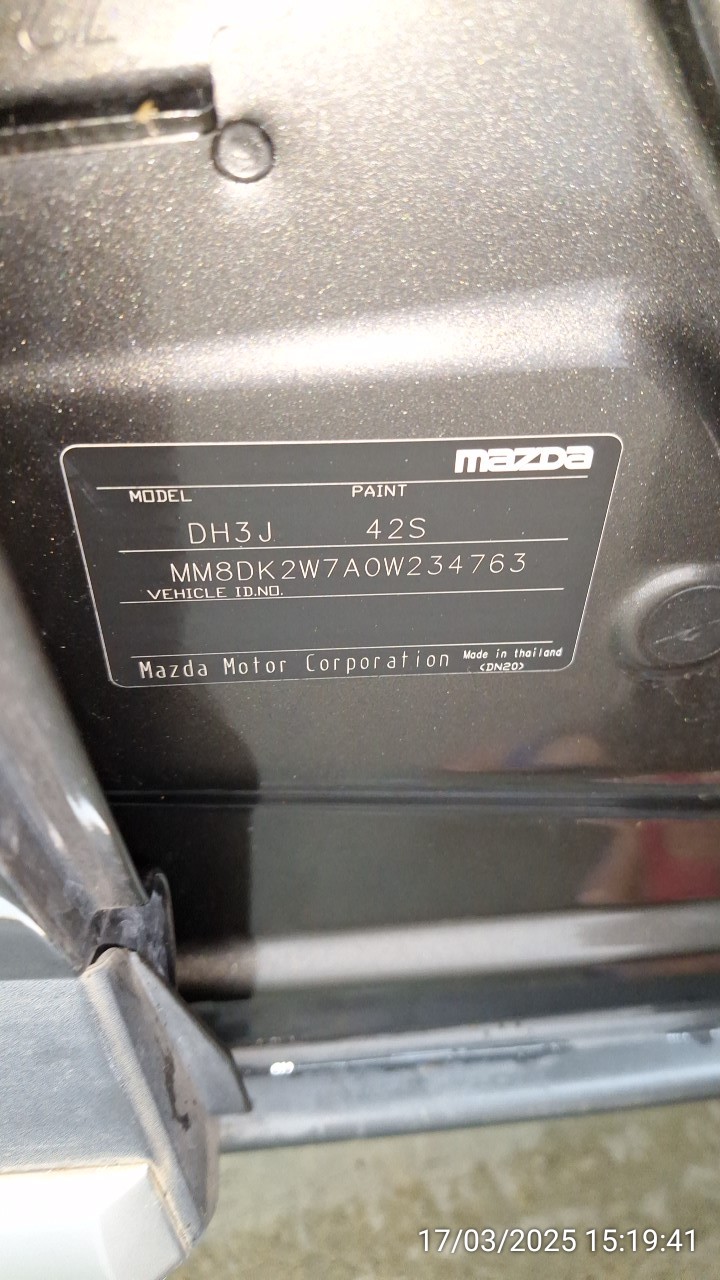 mazda
MODEL PAINT
DH3J 42S
MM8DK2W7A0W234763
VEHICLE ID.NO.
Mazda Motor Corporation Made in thailand
<DN20>
17/03/2025 15:19:41